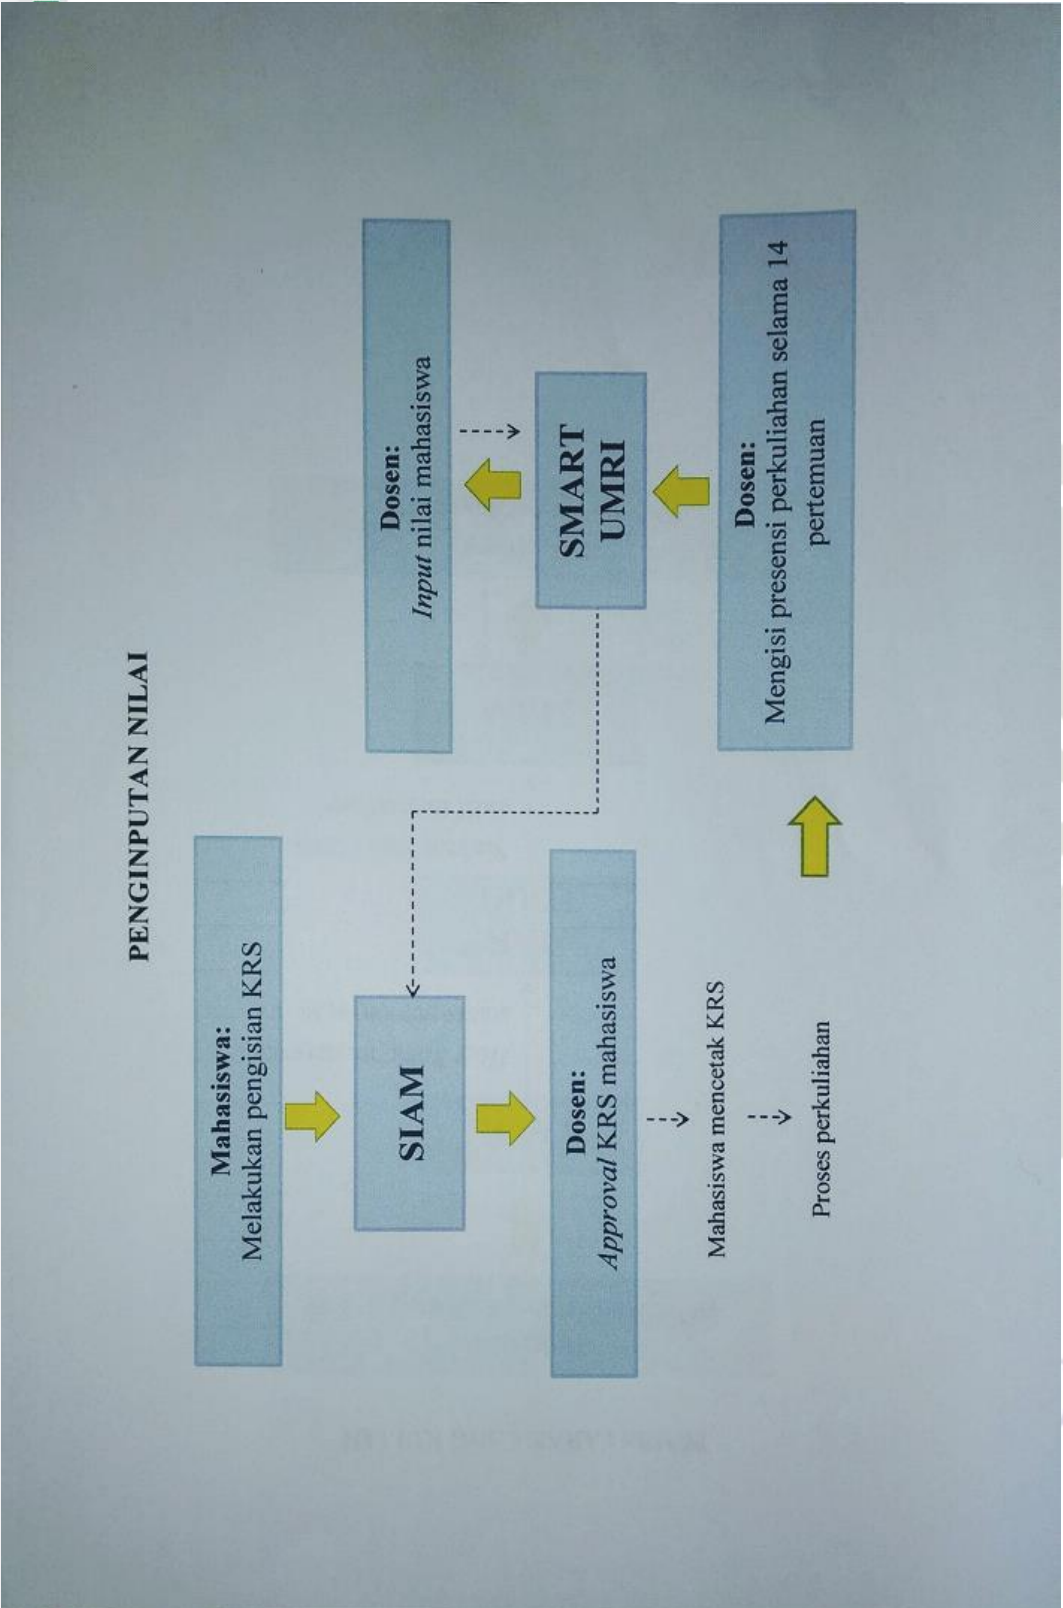 PENGINPUTAN NILAI
Mahasiswa:
Melakukan pengisian KRS
SIAM
Dosen:
Approval KRS mahasiswa
Mahasiswa mencetak KRS
Proses perkuliahan
Dosen:
Mengisi presensi perkuliahan selama 14
pertemuan
SMART
UMRI
Dosen:
Input nilai mahasiswa